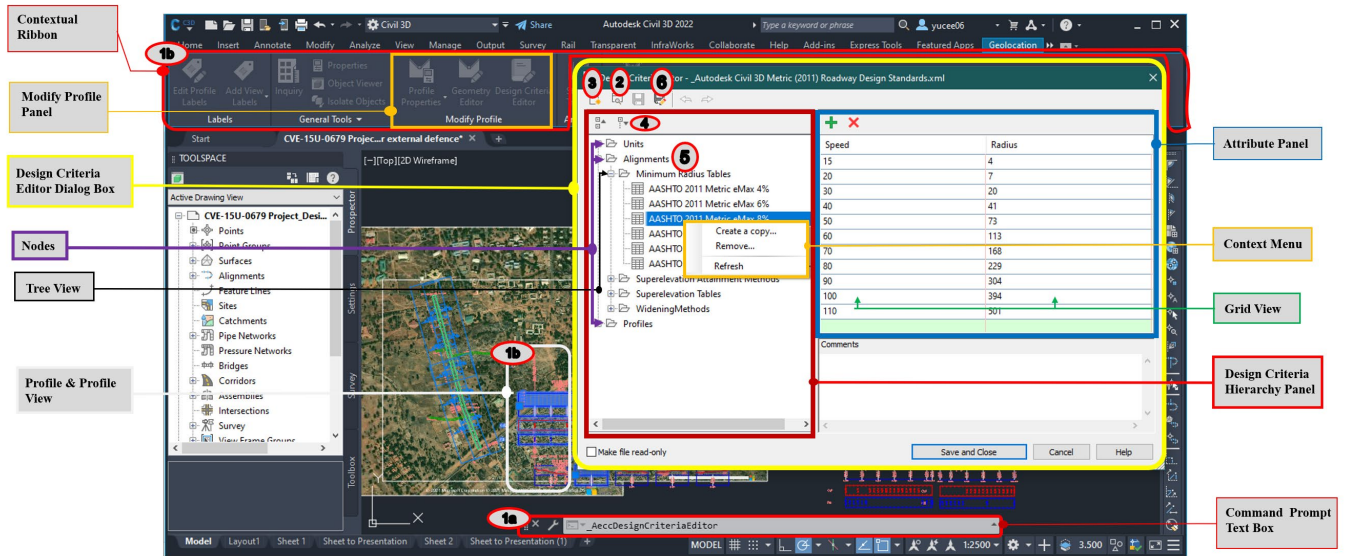 Contextual
Ribbon
C3D
Civil 3D
Share
Autodesk Civil 3D 2022
Type a keyword or phrase
yucee06
Home Insert Annotate Modify Analyze View Manage Output Survey Rail Transparent InfraWorks Collaborate Help Add-ins Express Tools Featured Apps Geolocation
1b
Edit Profile
Labels
Add View
Labels
Inquiry
Properties
Object Viewer
Isolate Objects
Profile
Properties
Geometry
Editor
Design Criteria
Editor
Labels
General Tools
Modify Profile
Modify Profile
Panel
Start
CVE-15U-0679 Projec...r external defence*
TOOLSPACE
[−][Top][2D Wireframe]
Active Drawing View
CVE-15U-0679 Project_Desi...
Points
Point Groups
Surfaces
Alignments
Feature Lines
Sites
Catchments
Pipe Networks
Pressure Networks
Bridges
Corridors
Assemblies
Intersections
Survey
View Frame Groups
Prospector
Settings
Survey
Toolbox
Design Criteria
Editor Dialog Box
Nodes
Tree View
Profile & Profile
View
1b
Design Criteria Editor - _Autodesk Civil 3D Metric (2011) Roadway Design Standards.xml
3
2
6
4
5
Units
Alignments
Minimum Radius Tables
AASHTO 2011 Metric eMax 4%
AASHTO 2011 Metric eMax 6%
AASHTO 2011 Metric eMax 8%
AASHTO
AASHTO
AASHTO
Superelevation Attainment Methods
Superelevation Tables
WideningMethods
Profiles
Create a copy...
Remove...
Refresh
Speed Radius
15 4
20 7
30 20
40 41
50 73
60 113
70 168
80 229
90 304
100 394
110 501
Comments
Make file read-only
Save and Close
Cancel
Help
Attribute Panel
Context Menu
Grid View
Design Criteria
Hierarchy Panel
Command Prompt
Text Box
1a
_AeccDesignCriteriaEditor
X
Model Layout1 Sheet 1 Sheet to Presentation Sheet 2 Sheet to Presentation (1)
MODEL
1:2500
3.500